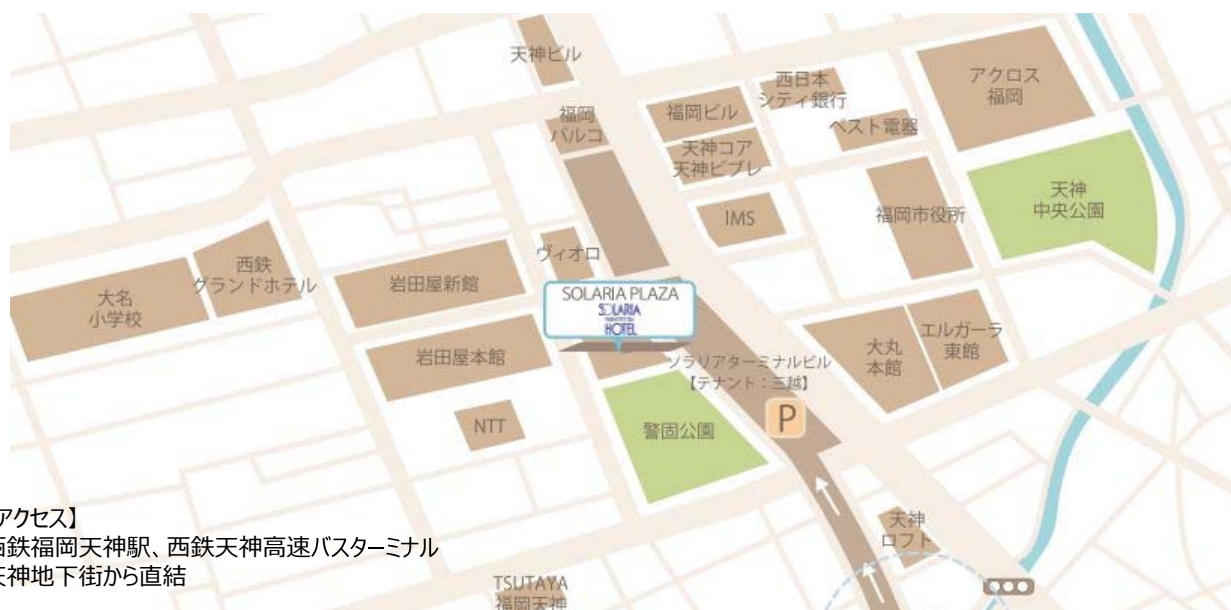 天神ビル
福岡
パルコ
福岡ビル
天神コア
天神ビブレ
西日本
シティ銀行
ベスト電器
アクロス
福岡
IMS
福岡市役所
天神
中央公園
西鉄
グランドホテル
大名
小学校
岩田屋新館
ヴィオロ
SOLARIA PLAZA
SOLARIA
HOTEL
岩田屋本館
ソラリアターミナルビル
【テナント：三越】
大丸
本館
エルガーラ
東館
NTT
警固公園
P
アクセス】
西鉄福岡天神駅、西鉄天神高速バスターミナル
天神地下街から直結
天神
ロフト
TSUTAYA
福岡天神